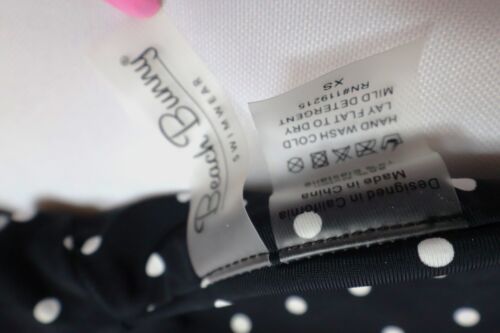 Beach Bunny®
SWIMWEAR
Designed in California
Made in China
HAND WASH COLD
LAY FLAT TO DRY
MILD DETERGENT
RN#119215
XS